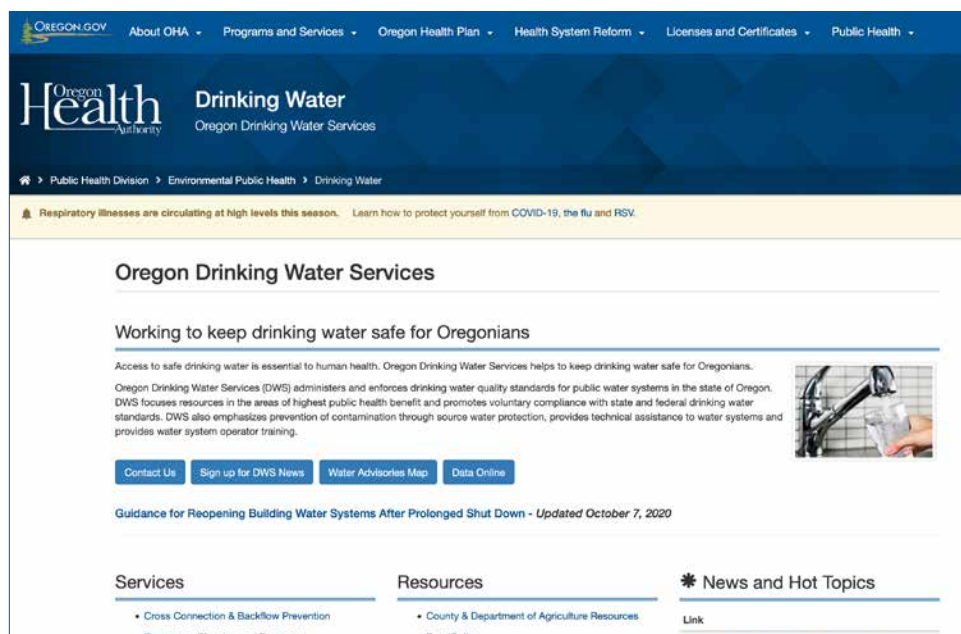 OREGON.GOV About OHA Programs and Services Oregon Health Plan Health System Reform Licenses and Certificates Public Health
Oregon Health Authority
Drinking Water
Oregon Drinking Water Services
> Public Health Division > Environmental Public Health > Drinking Water
Respiratory illnesses are circulating at high levels this season. Learn how to protect yourself from COVID-19, the flu and RSV.
Oregon Drinking Water Services
Working to keep drinking water safe for Oregonians
Access to safe drinking water is essential to human health. Oregon Drinking Water Services helps to keep drinking water safe for Oregonians.
Oregon Drinking Water Services (DWS) administers and enforces drinking water quality standards for public water systems in the state of Oregon.
DWS focuses resources in the areas of highest public health benefit and promotes voluntary compliance with state and federal drinking water
standards. DWS also emphasizes prevention of contamination through source water protection, provides technical assistance to water systems and
provides water system operator training.
Contact Us Sign up for DWS News Water Advisories Map Data Online
Guidance for Reopening Building Water Systems After Prolonged Shut Down - Updated October 7, 2020
Services
• Cross Connection & Backflow Prevention
Resources
• County & Department of Agriculture Resources
✱ News and Hot Topics
Link